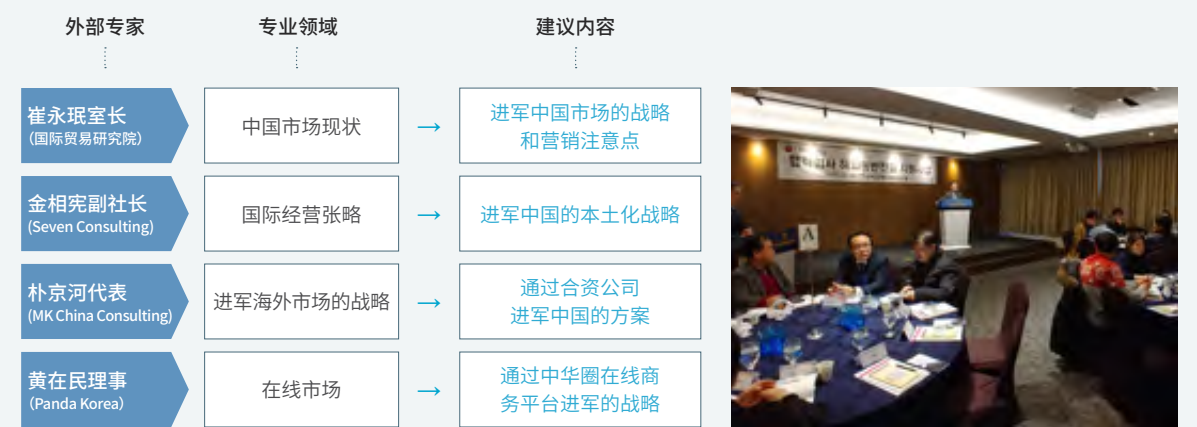 外部专家
专业领域
建议内容
崔永珉室长
(国际贸易研究院)
中国市场现状
→
进军中国市场的战略
和营销注意点
金相宪副社长
(Seven Consulting)
国际经营张略
→
进军中国的本土化战略
朴京河代表
(MK China Consulting)
进军海外市场的战略
→
通过合资公司
进军中国的方案
黄在民理事
(Panda Korea)
在线市场
→
通过中华圈在线商
务平台进军的战略
A